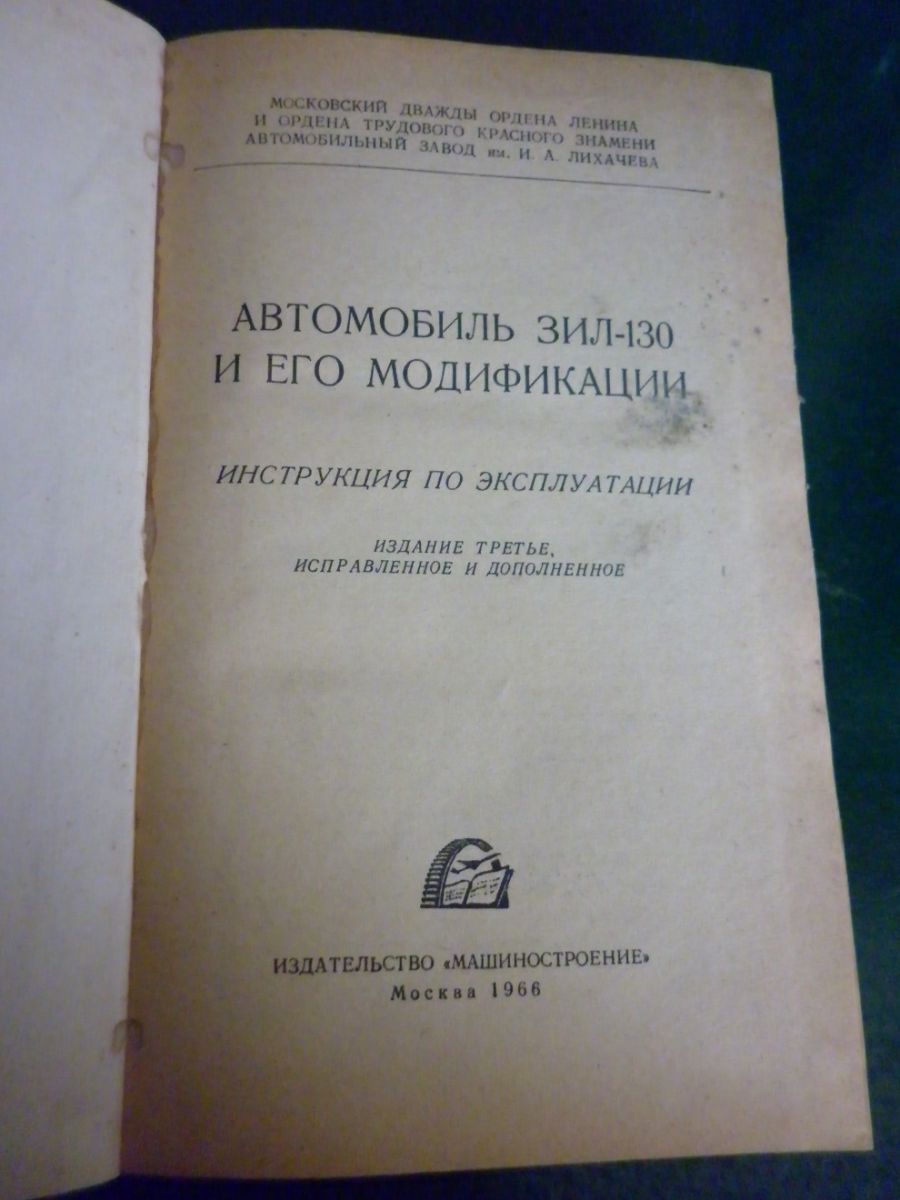 МОСКОВСКИЙ ДВАЖДЫ ОРДЕНА ЛЕНИНА
И ОРДЕНА ТРУДОВОГО КРАСНОГО ЗНАМЕНИ
АВТОМОБИЛЬНЫЙ ЗАВОД им. И. А. ЛИХАЧЕВА
АВТОМОБИЛЬ ЗИЛ-130
И ЕГО МОДИФИКАЦИИ
ИНСТРУКЦИЯ ПО ЭКСПЛУАТАЦИИ
ИЗДАНИЕ ТРЕТЬЕ,
ИСПРАВЛЕННОЕ И ДОПОЛНЕННОЕ
ИЗДАТЕЛЬСТВО «МАШИНОСТРОЕНИЕ»
Москва 1966